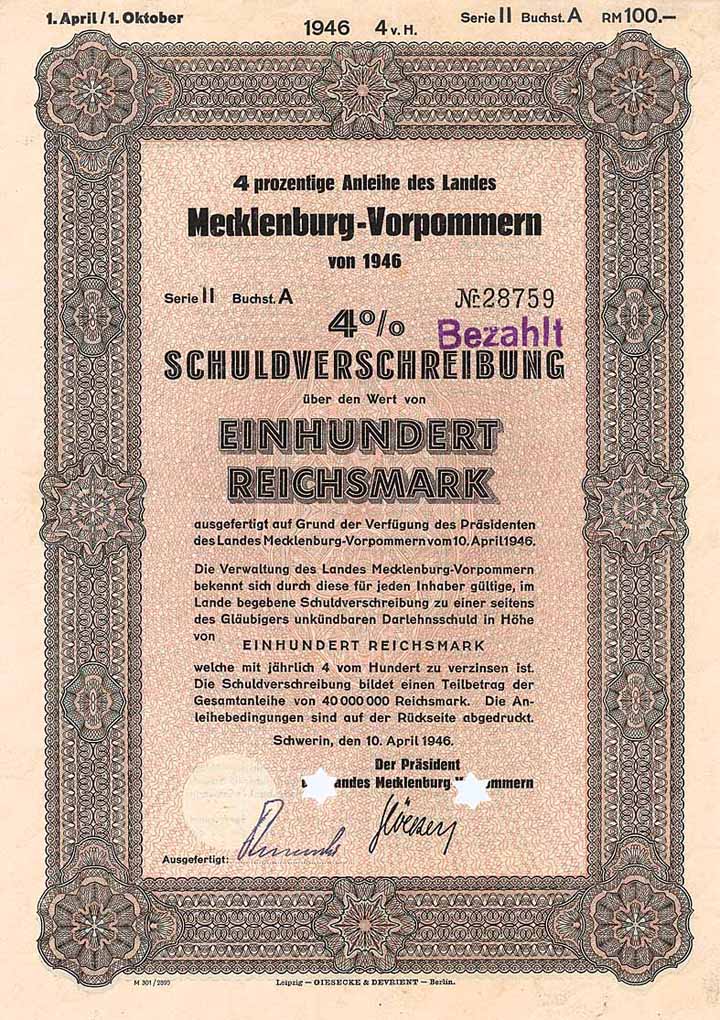 1. April / 1. Oktober 1946 4 v. H. Serie II Buchst. A RM 100.—
4 prozentige Anleihe des Landes
Mecklenburg-Vorpommern
von 1946
Serie II Buchst. A Nr. 28759
4%
Bezahlt
SCHULDVERSCHREIBUNG
über den Wert von
EINHUNDERT
REICHSMARK
ausgefertigt auf Grund der Verfügung des Präsidenten
des Landes Mecklenburg-Vorpommern vom 10. April 1946.
Die Verwaltung des Landes Mecklenburg-Vorpommern
bekennt sich durch diese für jeden Inhaber gültige, im
Lande begebene Schuldverschreibung zu einer seitens
des Gläubigers unkündbaren Darlehnsschuld in Höhe
von
EINHUNDERT REICHSMARK
welche mit jährlich 4 vom Hundert zu verzinsen ist.
Die Schuldverschreibung bildet einen Teilbetrag der
Gesamtanleihe von 40 000 000 Reichsmark. Die An-
leihebedingungen sind auf der Rückseite abgedruckt.
Schwerin, den 10. April 1946.
Der Präsident
andes Mecklenburg-V ommern
Ausgefertigt:
M 301 / 2893 Leipzig — GIESECKE & DEVRIENT — Berlin.